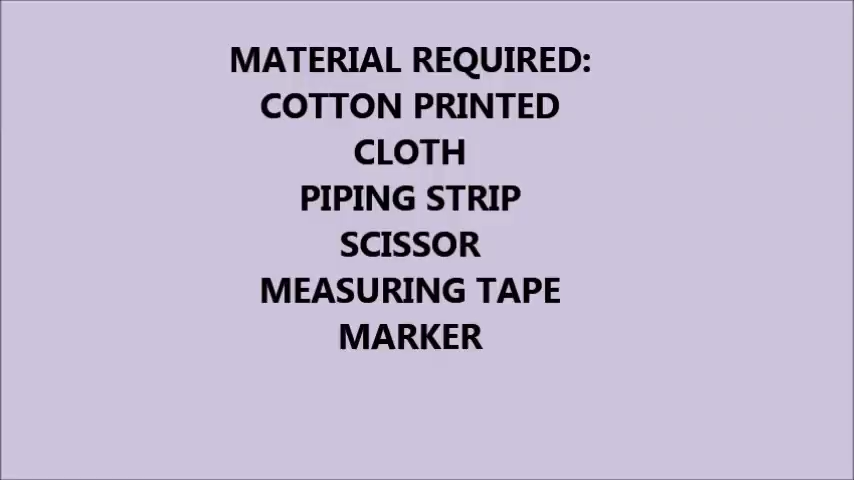 MATERIAL REQUIRED:
COTTON PRINTED
CLOTH
PIPING STRIP
SCISSOR
MEASURING TAPE
MARKER